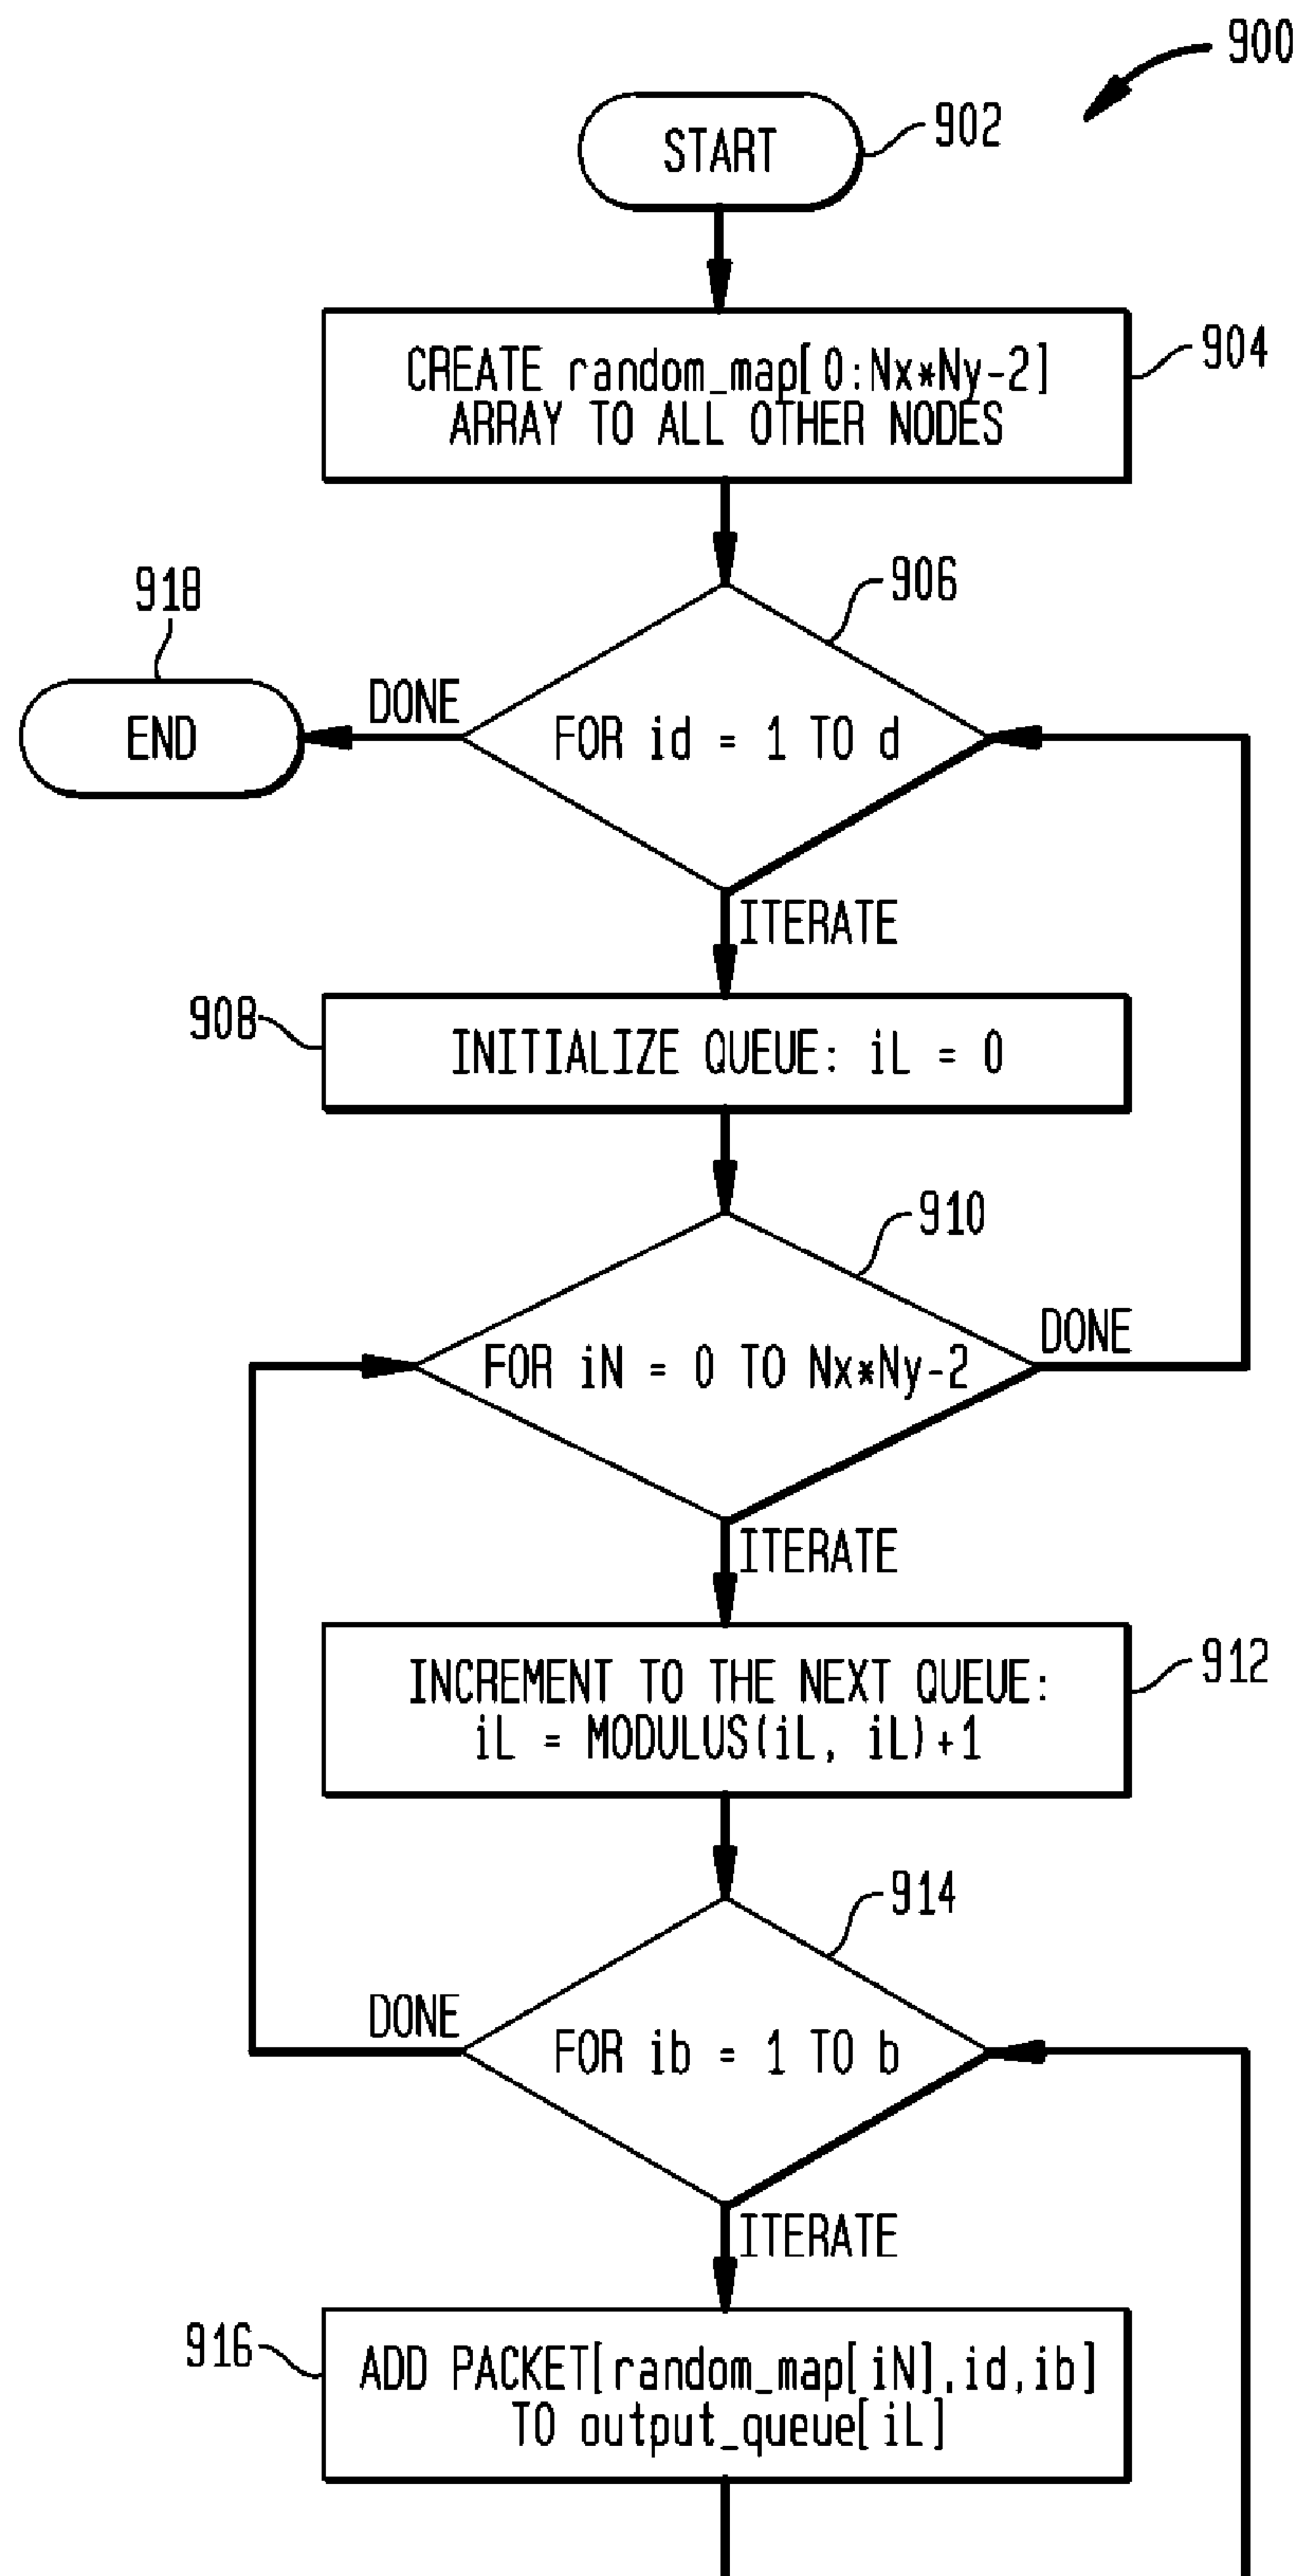 900
START
902
CREATE random_map[0:Nx*Ny-2]
ARRAY TO ALL OTHER NODES
904
906
918
END
DONE
FOR id = 1 TO d
ITERATE
908
INITIALIZE QUEUE: iL = 0
910
FOR iN = 0 TO Nx*Ny-2
DONE
ITERATE
INCREMENT TO THE NEXT QUEUE:
iL = MODULUS(iL, iL)+1
912
914
DONE
FOR ib = 1 TO b
ITERATE
916
ADD PACKET[random_map[iN],id,ib]
TO output_queue[iL]